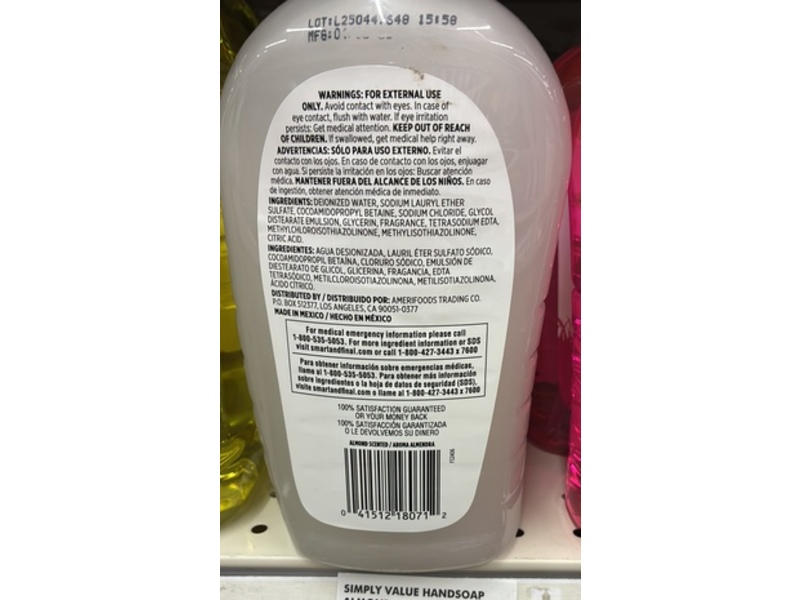 LOT:L25044 648 15:58
MFG:0
WARNINGS: FOR EXTERNAL USE
ONLY. Avoid contact with eyes. In case of
eye contact, flush with water. If eye irritation
persists: Get medical attention. KEEP OUT OF REACH
OF CHILDREN. If swallowed, get medical help right away.
ADVERTENCIAS: SÓLO PARA USO EXTERNO. Evitar el
contacto con los ojos. En caso de contacto con los ojos, enjuagar
con agua. Si persiste la irritación en los ojos: Buscar atención
médica. MANTENER FUERA DEL ALCANCE DE LOS NIÑOS. En caso
de ingestión, obtener atención médica de inmediato.
INGREDIENTS: DEIONIZED WATER, SODIUM LAURYL ETHER
SULFATE, COCOAMIDOPROPYL BETAINE, SODIUM CHLORIDE, GLYCOL
DISTEARATE EMULSION, GLYCERIN, FRAGRANCE, TETRASODIUM EDTA,
METHYLCHLOROISOTHIAZOLINONE, METHYLISOTHIAZOLINONE,
CITRIC ACID.
INGREDIENTES: AGUA DESIONIZADA, LAURIL ÉTER SULFATO SÓDICO,
COCOAMIDOPROPIL BETAÍNA, CLORURO SÓDICO, EMULSIÓN DE
DIESTEARATO DE GLICOL, GLICERINA, FRAGANCIA, EDTA
TETRASÓDICO, METILCLOROISOTIAZOLINONA, METILISOTIAZOLINONA,
ÁCIDO CÍTRICO.
DISTRIBUTED BY / DISTRIBUIDO POR: AMERIFOODS TRADING CO.
P.O. BOX 512377, LOS ANGELES, CA 90051-0377
MADE IN MEXICO / HECHO EN MÉXICO
For medical emergency information please call
1-800-535-5053. For more ingredient information or SDS
visit smartandfinal.com or call 1-800-427-3443 x 7600
Para obtener información sobre emergencias médicas,
llame al 1-800-535-5053. Para obtener más información
sobre ingredientes o la hoja de datos de seguridad (SDS),
visite smartandfinal.com o llame al 1-800-427-3443 x 7600
100% SATISFACTION GUARANTEED
OR YOUR MONEY BACK
100% SATISFACCIÓN GARANTIZADA
O LE DEVOLVEMOS SU DINERO
ALMOND SCENTED / AROMA ALMENDRA
0 41512 18071 2
SIMPLY VALUE HANDSOAP